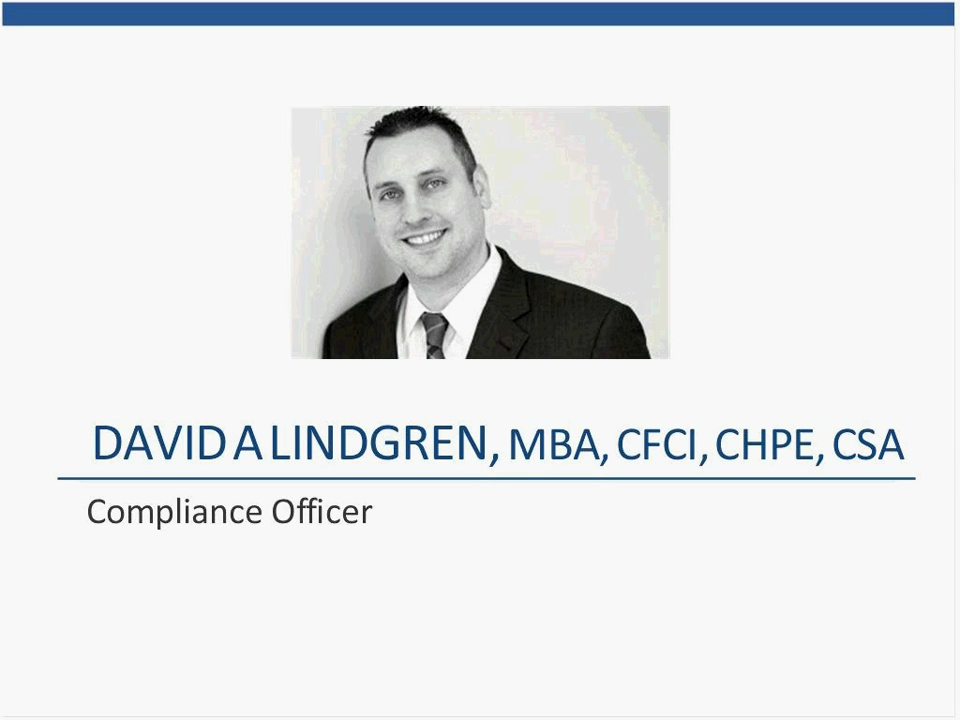 DAVID A LINDGREN, MBA, CFCI, CHPE, CSA
Compliance Officer